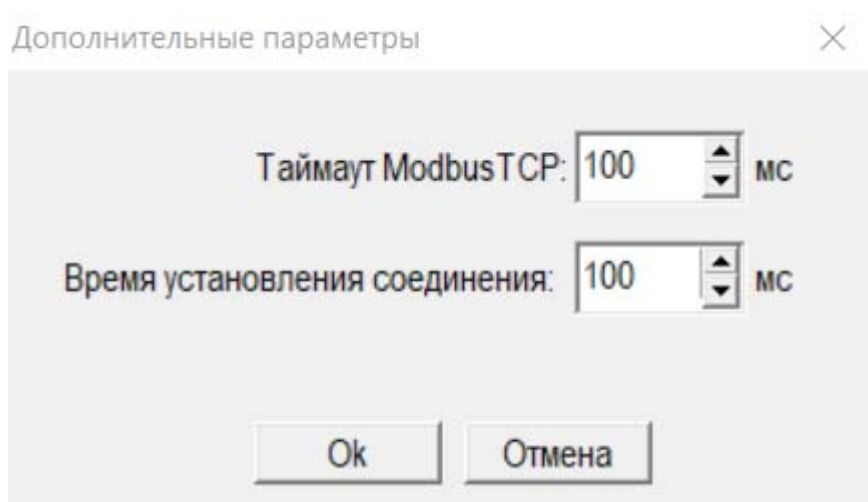 Дополнительные параметры
Таймаут ModbusTCP: 100 мс
Время установления соединения: 100 мс
Ok Отмена